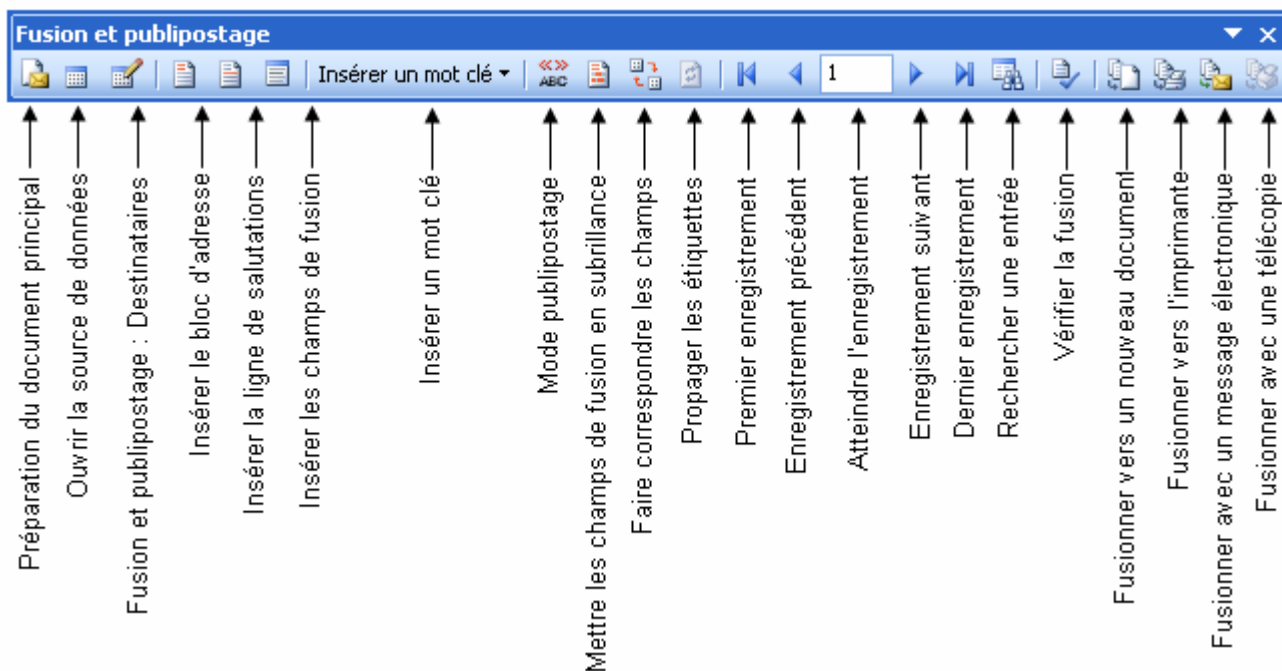 Fusion et publipostage
Insérer un mot clé
«» ABC
1
Préparation du document principal
Ouvrir la source de données
Fusion et publipostage : Destinataires
Insérer le bloc d'adresse
Insérer la ligne de salutations
Insérer les champs de fusion
Insérer un mot clé
Mode publipostage
Mettre les champs de fusion en subrillance
Faire correspondre les champs
Propager les étiquettes
Premier enregistrement
Enregistrement précédent
Atteindre l'enregistrement
Enregistrement suivant
Dernier enregistrement
Rechercher une entrée
Vérifier la fusion
Fusionner vers un nouveau document
Fusionner vers l'imprimante
Fusionner avec un message électronique
Fusionner avec une télécopie